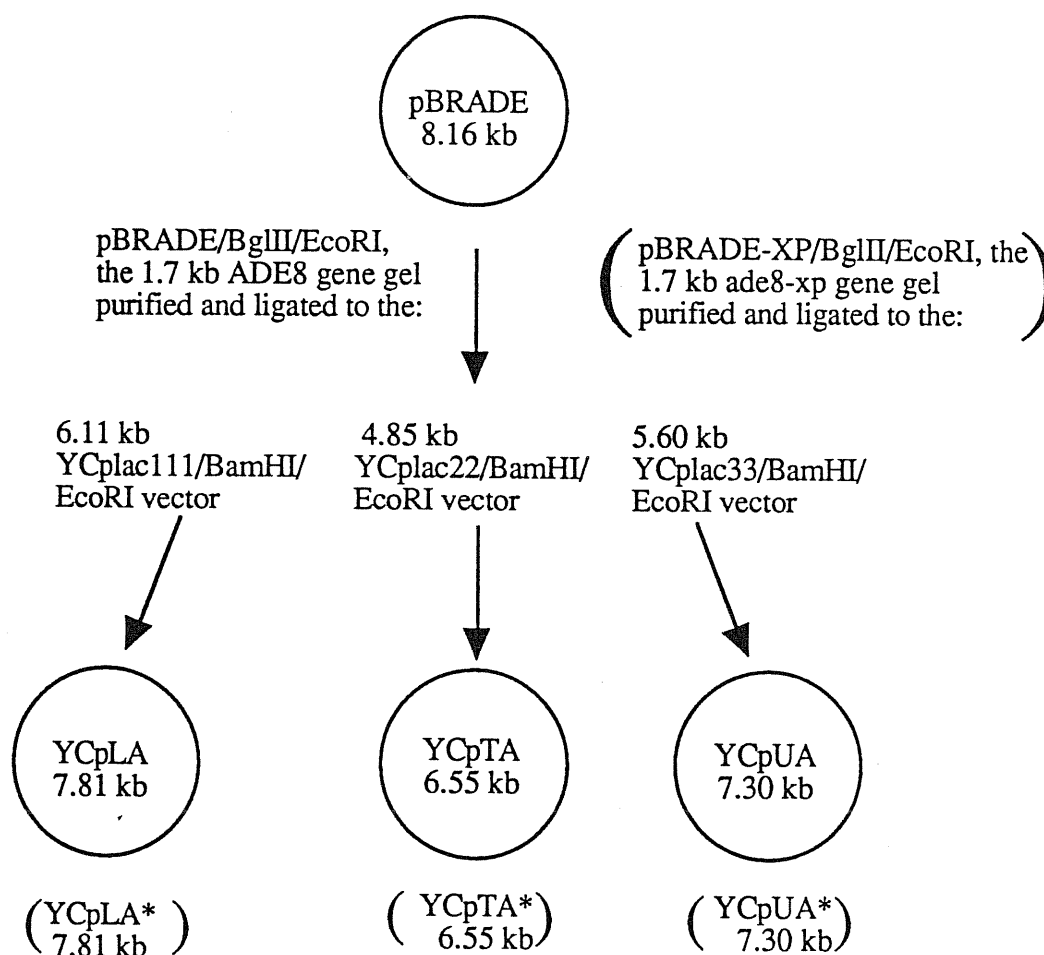 pBRADE
8.16 kb
pBRADE/BglII/EcoRI,
the 1.7 kb ADE8 gene gel
purified and ligated to the:
(pBRADE-XP/BglII/EcoRI, the
1.7 kb ade8-xp gene gel
purified and ligated to the:)
6.11 kb
YCplac111/BamHI/
EcoRI vector
4.85 kb
YCplac22/BamHI/
EcoRI vector
5.60 kb
YCplac33/BamHI/
EcoRI vector
YCpLA
7.81 kb
YCpTA
6.55 kb
YCpUA
7.30 kb
(YCpLA*
7.81 kb)
(YCpTA*
6.55 kb)
(YCpUA*
7.30 kb)